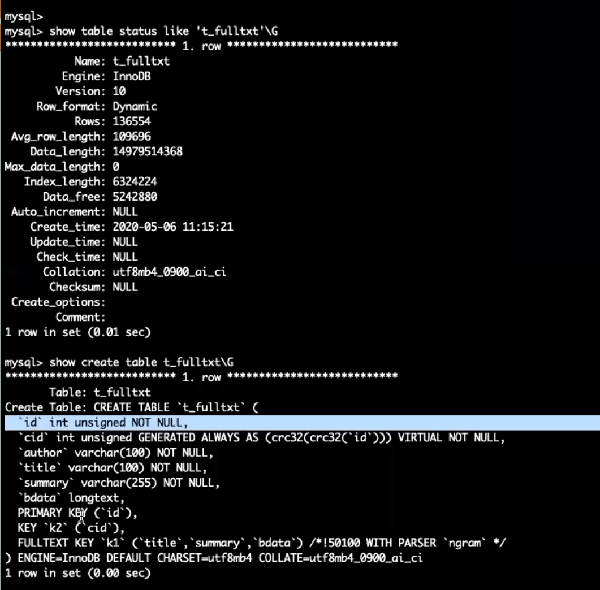 mysql>
mysql> show table status like 't_fulltxt'\G
*************************** 1. row ***************************
Name: t_fulltxt
Engine: InnoDB
Version: 10
Row_format: Dynamic
Rows: 136554
Avg_row_length: 109696
Data_length: 14979514368
Max_data_length: 0
Index_length: 6324224
Data_free: 5242880
Auto_increment: NULL
Create_time: 2020-05-06 11:15:21
Update_time: NULL
Check_time: NULL
Collation: utf8mb4_0900_ai_ci
Checksum: NULL
Create_options:
Comment:
1 row in set (0.01 sec)
mysql> show create table t_fulltxt\G
*************************** 1. row ***************************
Table: t_fulltxt
Create Table: CREATE TABLE `t_fulltxt` (
`id` int unsigned NOT NULL,
`cid` int unsigned GENERATED ALWAYS AS (crc32(crc32(`id`))) VIRTUAL NOT NULL,
`author` varchar(100) NOT NULL,
`title` varchar(100) NOT NULL,
`summary` varchar(255) NOT NULL,
`bdata` longtext,
PRIMARY KEY (`id`),
KEY `k2` (`cid`),
FULLTEXT KEY `k1` (`title`,`summary`,`bdata`) /*!50100 WITH PARSER `ngram` */
) ENGINE=InnoDB DEFAULT CHARSET=utf8mb4 COLLATE=utf8mb4_0900_ai_ci
1 row in set (0.00 sec)